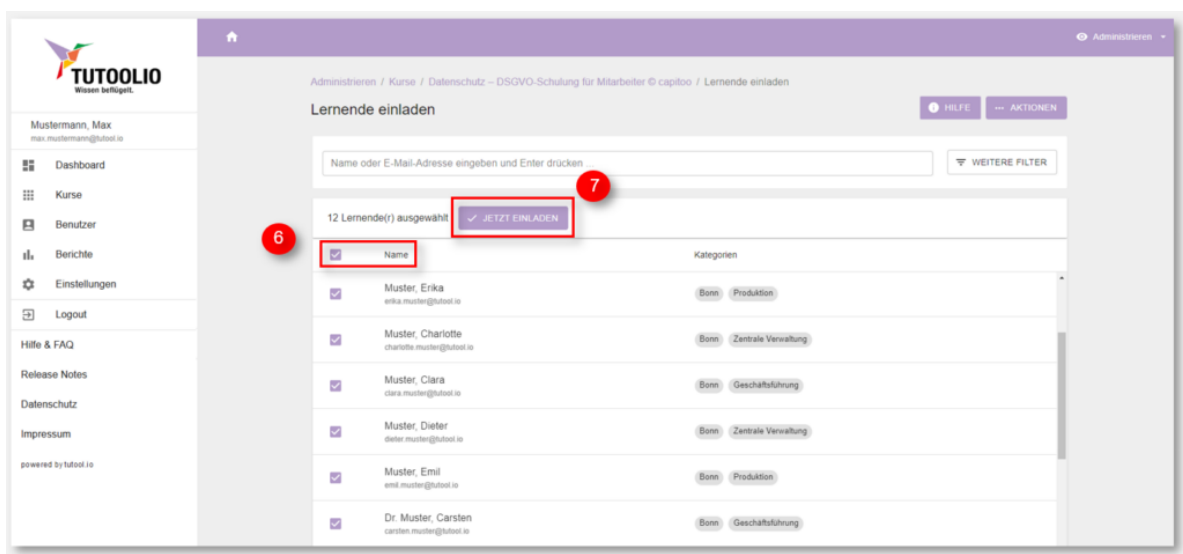 TUTOOLIO
Wissen beflügelt.
Administrieren
Mustermann, Max
max.mustermann@tutool.io
Dashboard
Kurse
Benutzer
Berichte
Einstellungen
Logout
Hilfe & FAQ
Release Notes
Datenschutz
Impressum
powered by tutool.io
Administrieren / Kurse / Datenschutz – DSGVO-Schulung für Mitarbeiter © capitoo / Lernende einladen
Lernende einladen
HILFE
AKTIONEN
Name oder E-Mail-Adresse eingeben und Enter drücken ...
WEITERE FILTER
7
12 Lernende(r) ausgewählt
JETZT EINLADEN
6
Name Kategorien
Muster, Erika Bonn Produktion
erika.muster@tutool.io
Muster, Charlotte Bonn Zentrale Verwaltung
charlotte.muster@tutool.io
Muster, Clara Bonn Geschäftsführung
clara.muster@tutool.io
Muster, Dieter Bonn Zentrale Verwaltung
dieter.muster@tutool.io
Muster, Emil Bonn Produktion
emil.muster@tutool.io
Dr. Muster, Carsten Bonn Geschäftsführung
carsten.muster@tutool.io